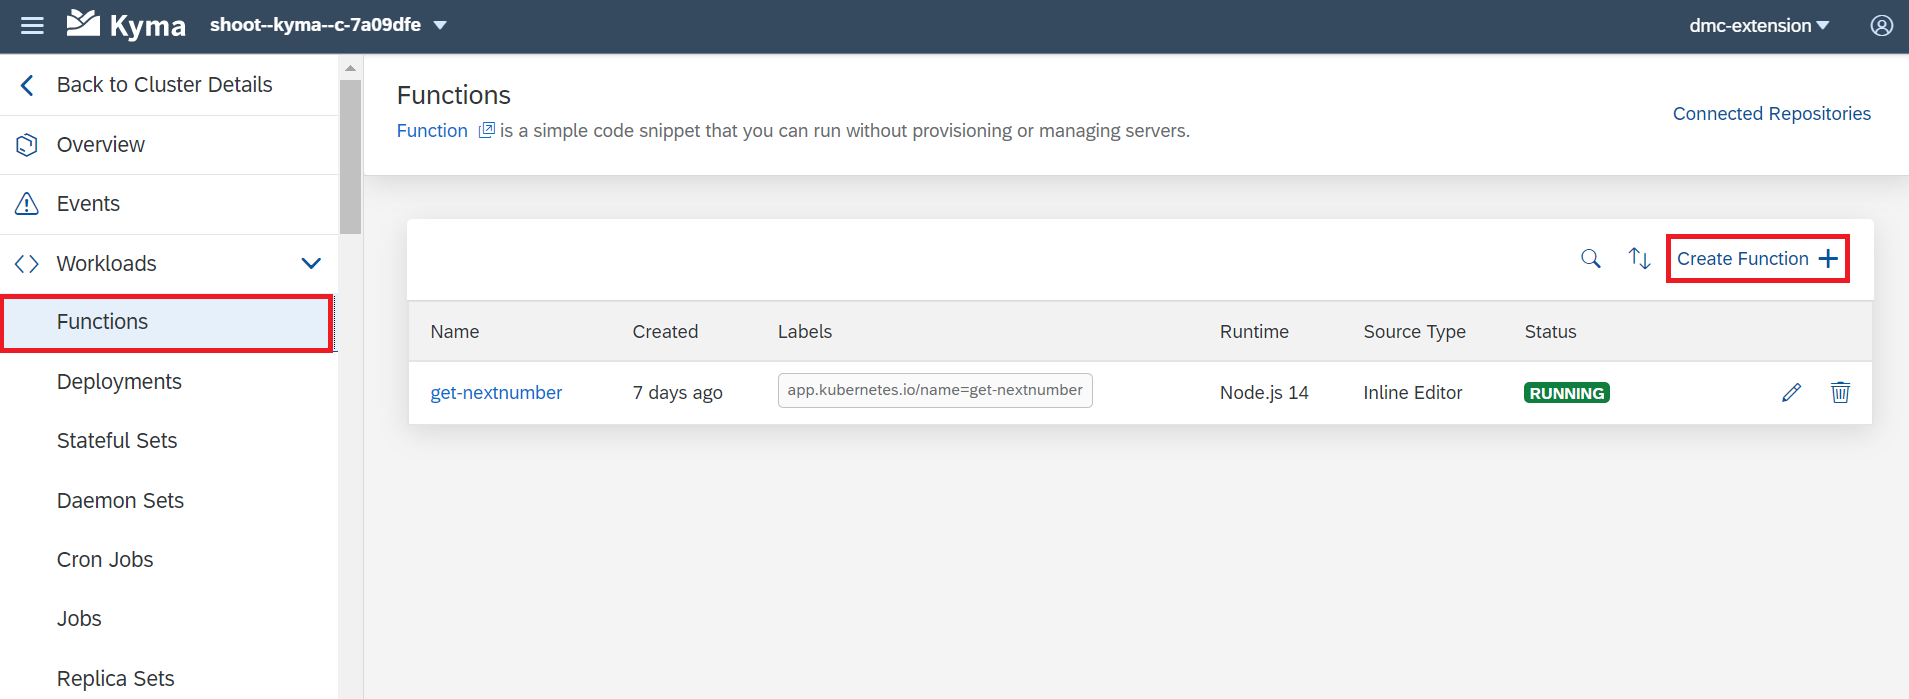 Kyma shoot--kyma--c-7a09dfe dmc-extension
Back to Cluster Details
Overview
Events
Workloads
Functions
Deployments
Stateful Sets
Daemon Sets
Cron Jobs
Jobs
Replica Sets
Functions
Function is a simple code snippet that you can run without provisioning or managing servers.
Connected Repositories
Create Function
Name Created Labels Runtime Source Type Status
get-nextnumber 7 days ago app.kubernetes.io/name=get-nextnumber Node.js 14 Inline Editor RUNNING